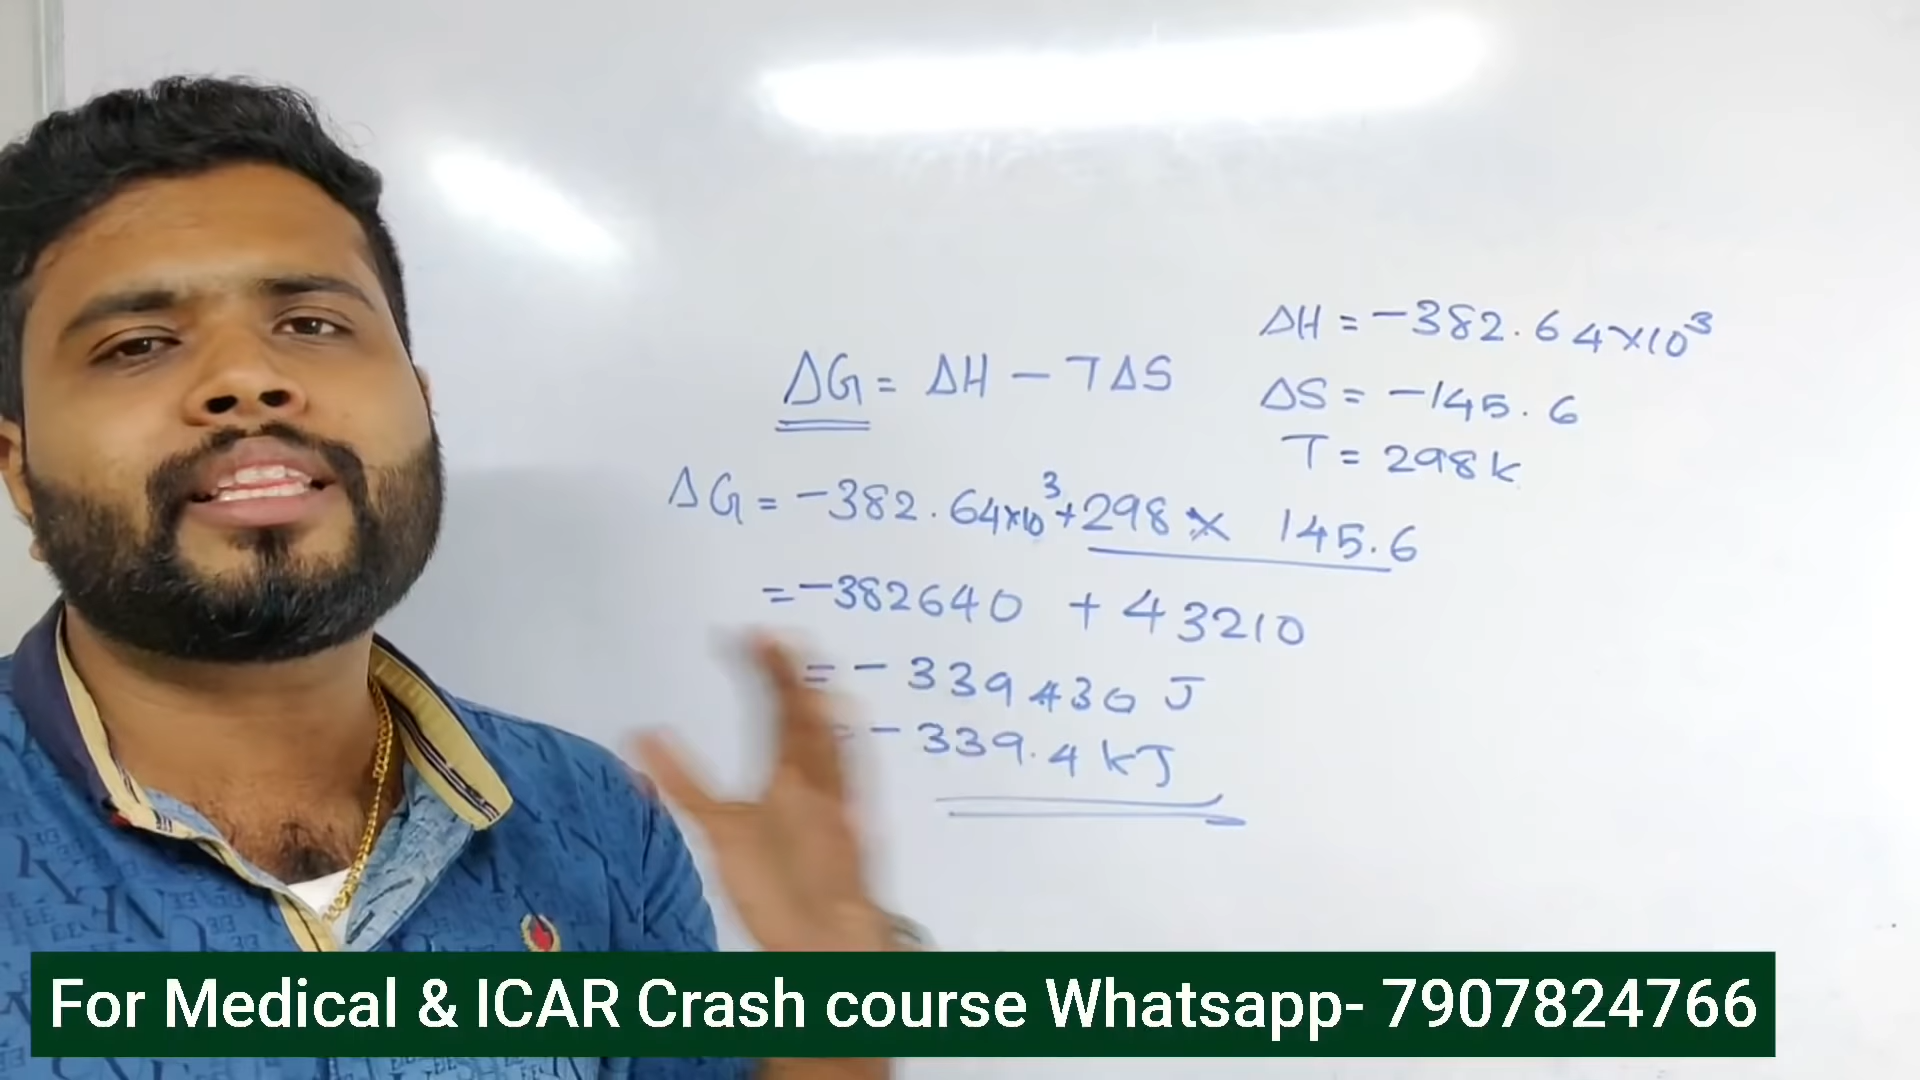 ΔH = -382.64×10³
ΔG = ΔH - TΔS
ΔS = -145.6
T = 298k
ΔG = -382.64×10³+298 × 145.6
=-382640 + 43210
= - 339430 J
= - 339.4 kJ
For Medical & ICAR Crash course Whatsapp- 7907824766